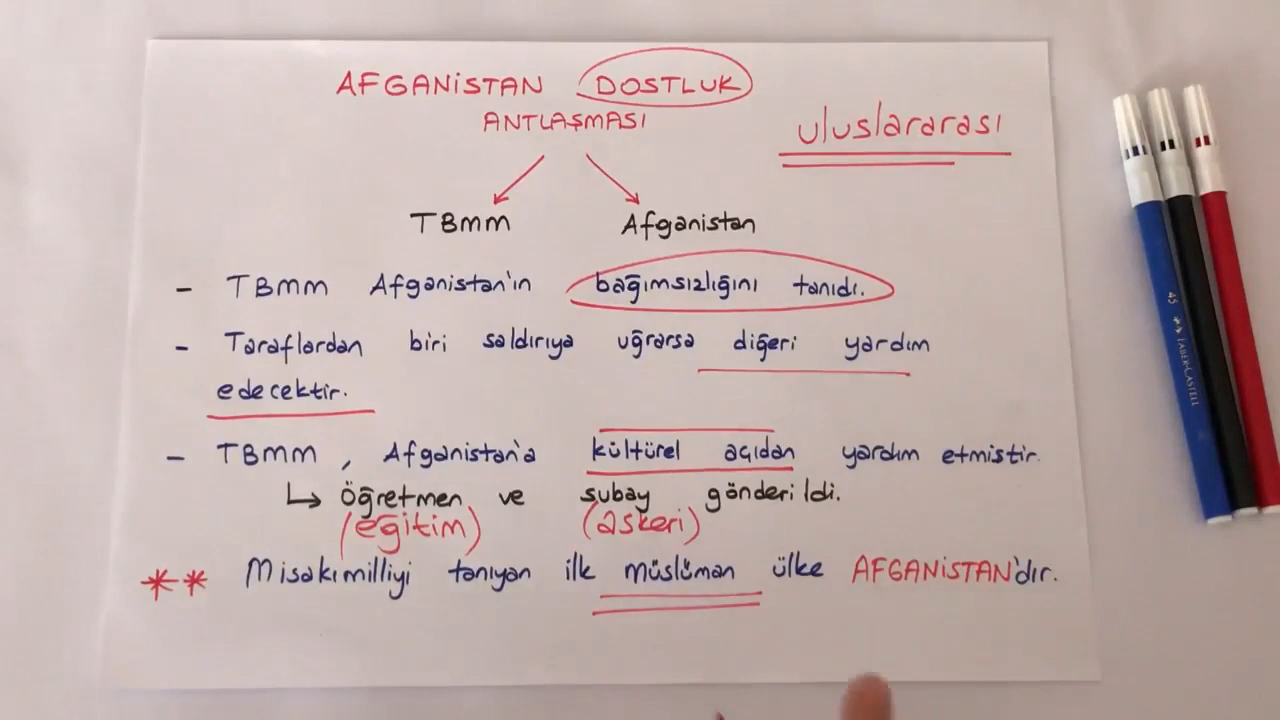 AFGANİSTAN DOSTLUK
ANTLAŞMASI
uluslararası
TBMM Afganistan
- TBMM Afganistan'ın bağımsızlığını tanıdı.
- Taraflardan biri saldırıya uğrarsa diğeri yardım
edecektir.
- TBMM, Afganistan'a kültürel açıdan yardım etmiştir.
↳ Öğretmen ve subay gönderildi.
(eğitim) (askeri)
** Misakımilliyi tanıyan ilk müslüman ülke AFGANİSTAN'dır.
45 FABER-CASTELL